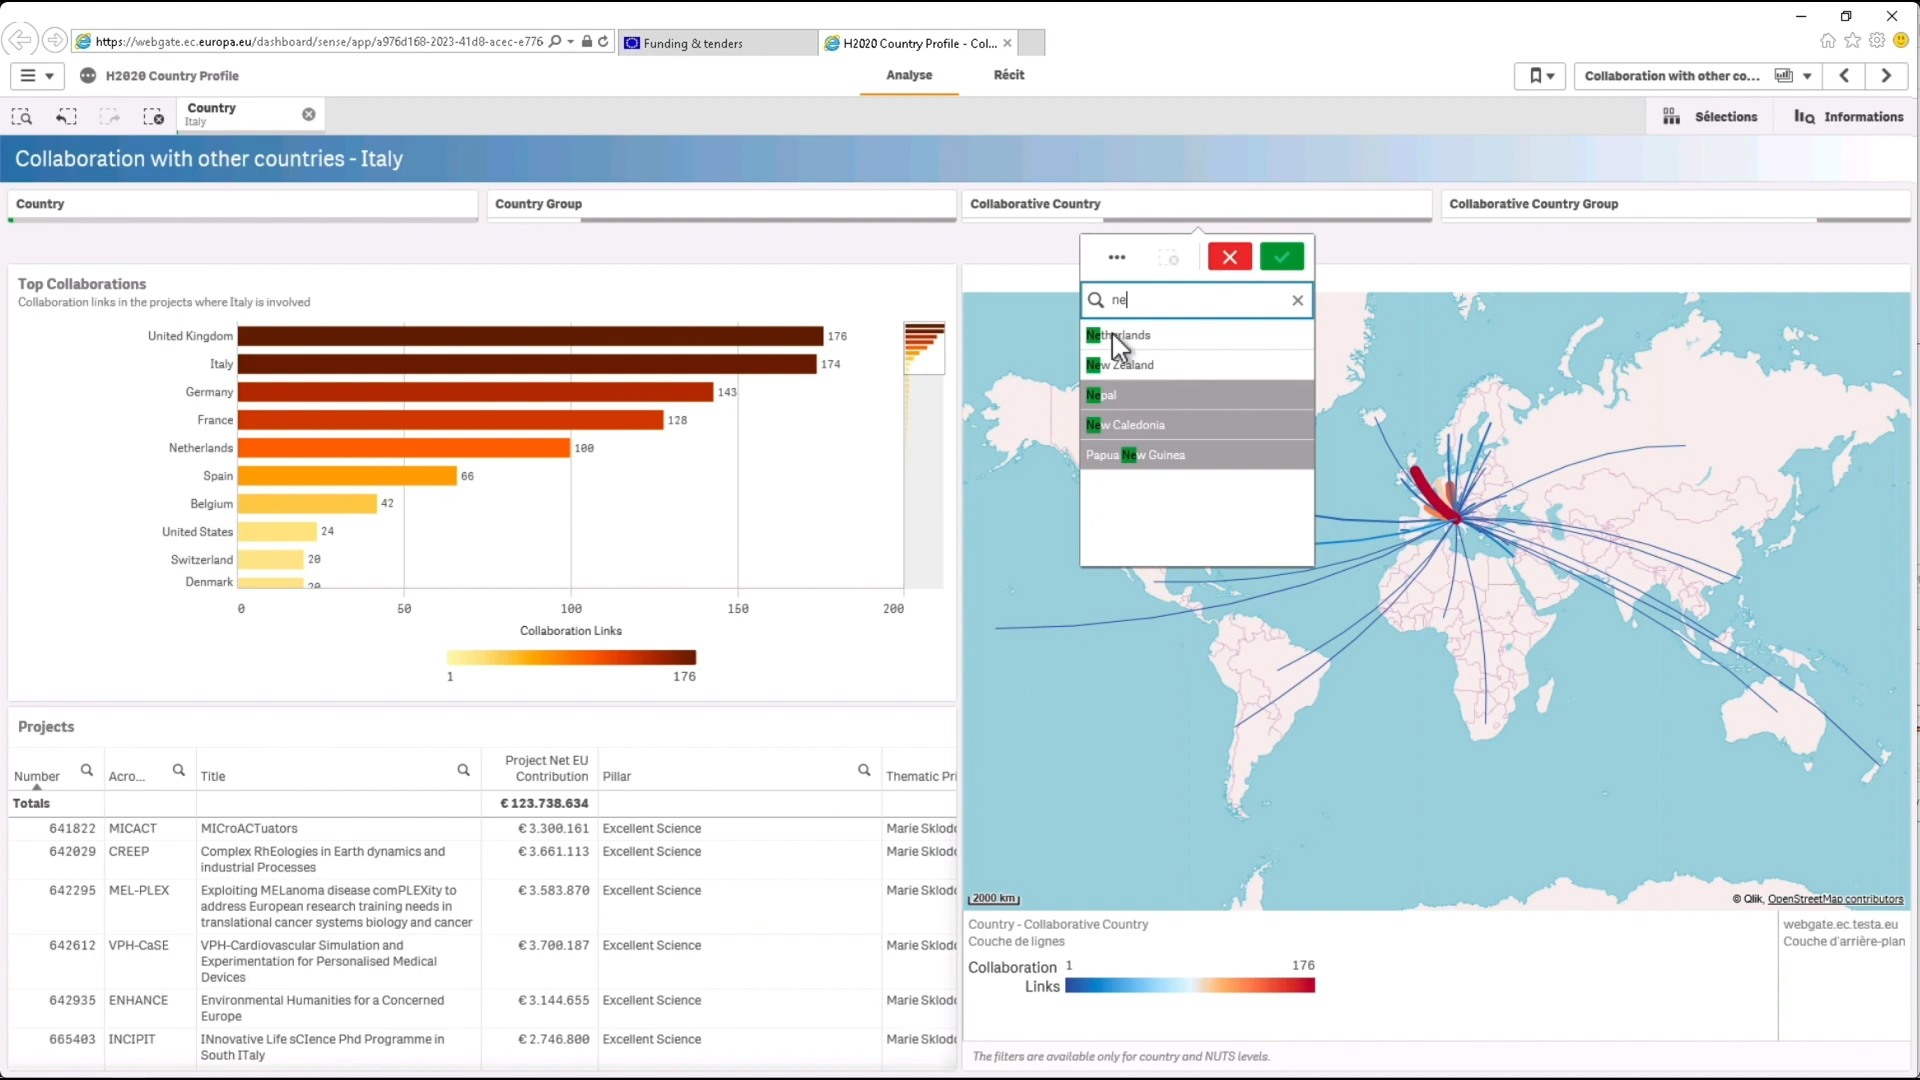 https://webgate.ec.europa.eu/dashboard/sense/app/a976d168-2023-41d8-acec-e776
Funding & tenders
H2020 Country Profile - Col...
H2020 Country Profile
Analyse
Récit
Collaboration with other co...
Country
Italy
Sélections
Informations
Collaboration with other countries - Italy
Country
Country Group
Collaborative Country
Collaborative Country Group
ne
Netherlands
New Zealand
Nepal
New Caledonia
Papua New Guinea
Top Collaborations
Collaboration links in the projects where Italy is involved
United Kingdom 176
Italy 174
Germany 143
France 128
Netherlands 100
Spain 66
Belgium 42
United States 24
Switzerland 20
Denmark 20
0 50 100 150 200
Collaboration Links
1 176
Projects
Number Acro... Title Project Net EU Contribution Pillar Thematic Pri
Totals € 123.738.634
641822 MICACT MICroACTuators € 3.300.161 Excellent Science Marie Sklodo
642029 CREEP Complex RhEologies in Earth dynamics and € 3.661.113 Excellent Science Marie Sklodo
industrial Processes
642295 MEL-PLEX Exploiting MELanoma disease comPLEXity to € 3.583.870 Excellent Science Marie Sklodo
address European research training needs in
translational cancer systems biology and cancer
642612 VPH-CaSE VPH-Cardiovascular Simulation and € 3.700.187 Excellent Science Marie Sklodo
Experimentation for Personalised Medical
Devices
642935 ENHANCE Environmental Humanities for a Concerned € 3.144.655 Excellent Science Marie Sklodo
Europe
665403 INCIPIT INnovative Life sCIence Phd Programme in € 2.746.800 Excellent Science Marie Sklodo
South ITaly
2000 km
© Qlik, OpenStreetMap contributors
Country - Collaborative Country
Couche de lignes
webgate.ec.testa.eu
Couche d'arrière-plan
Collaboration Links
1 176
The filters are available only for country and NUTS levels.